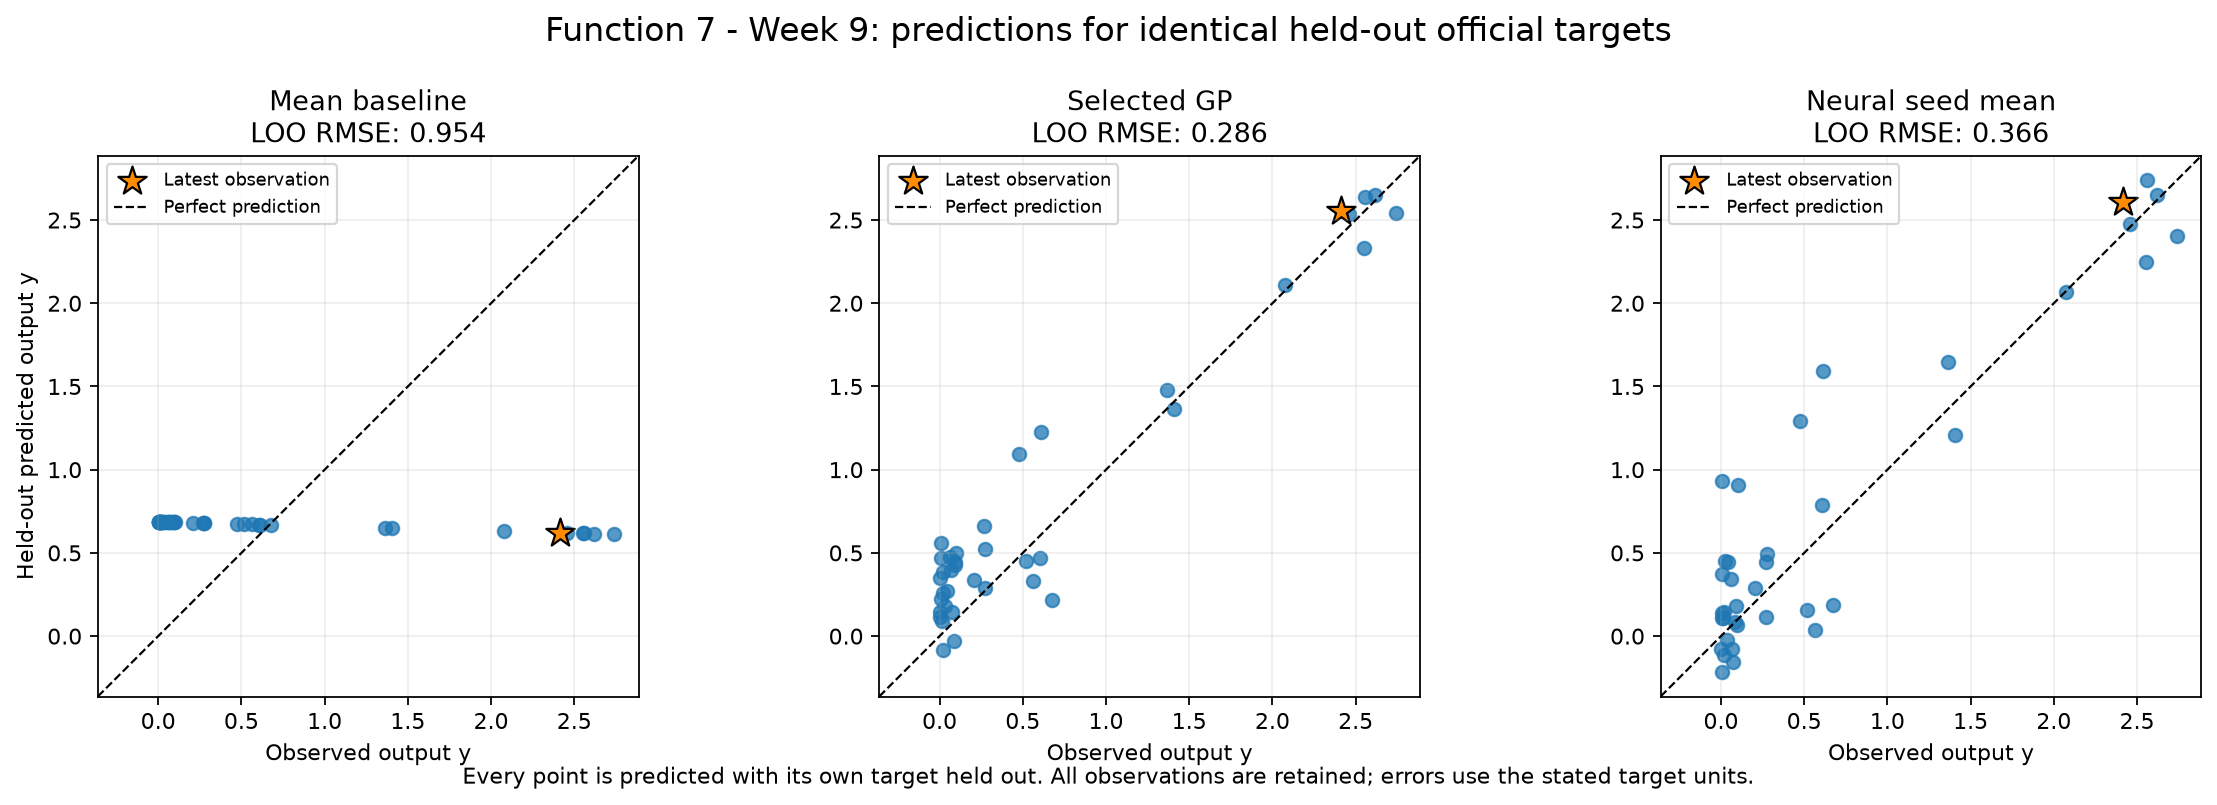 Function 7 - Week 9: predictions for identical held-out official targets
Mean baseline
LOO RMSE: 0.954
Latest observation
Perfect prediction
Held-out predicted output y
2.5
2.0
1.5
1.0
0.5
0.0
0.0 0.5 1.0 1.5 2.0 2.5
Observed output y
Selected GP
LOO RMSE: 0.286
Latest observation
Perfect prediction
2.5
2.0
1.5
1.0
0.5
0.0
0.0 0.5 1.0 1.5 2.0 2.5
Observed output y
Neural seed mean
LOO RMSE: 0.366
Latest observation
Perfect prediction
2.5
2.0
1.5
1.0
0.5
0.0
0.0 0.5 1.0 1.5 2.0 2.5
Observed output y
Every point is predicted with its own target held out. All observations are retained; errors use the stated target units.